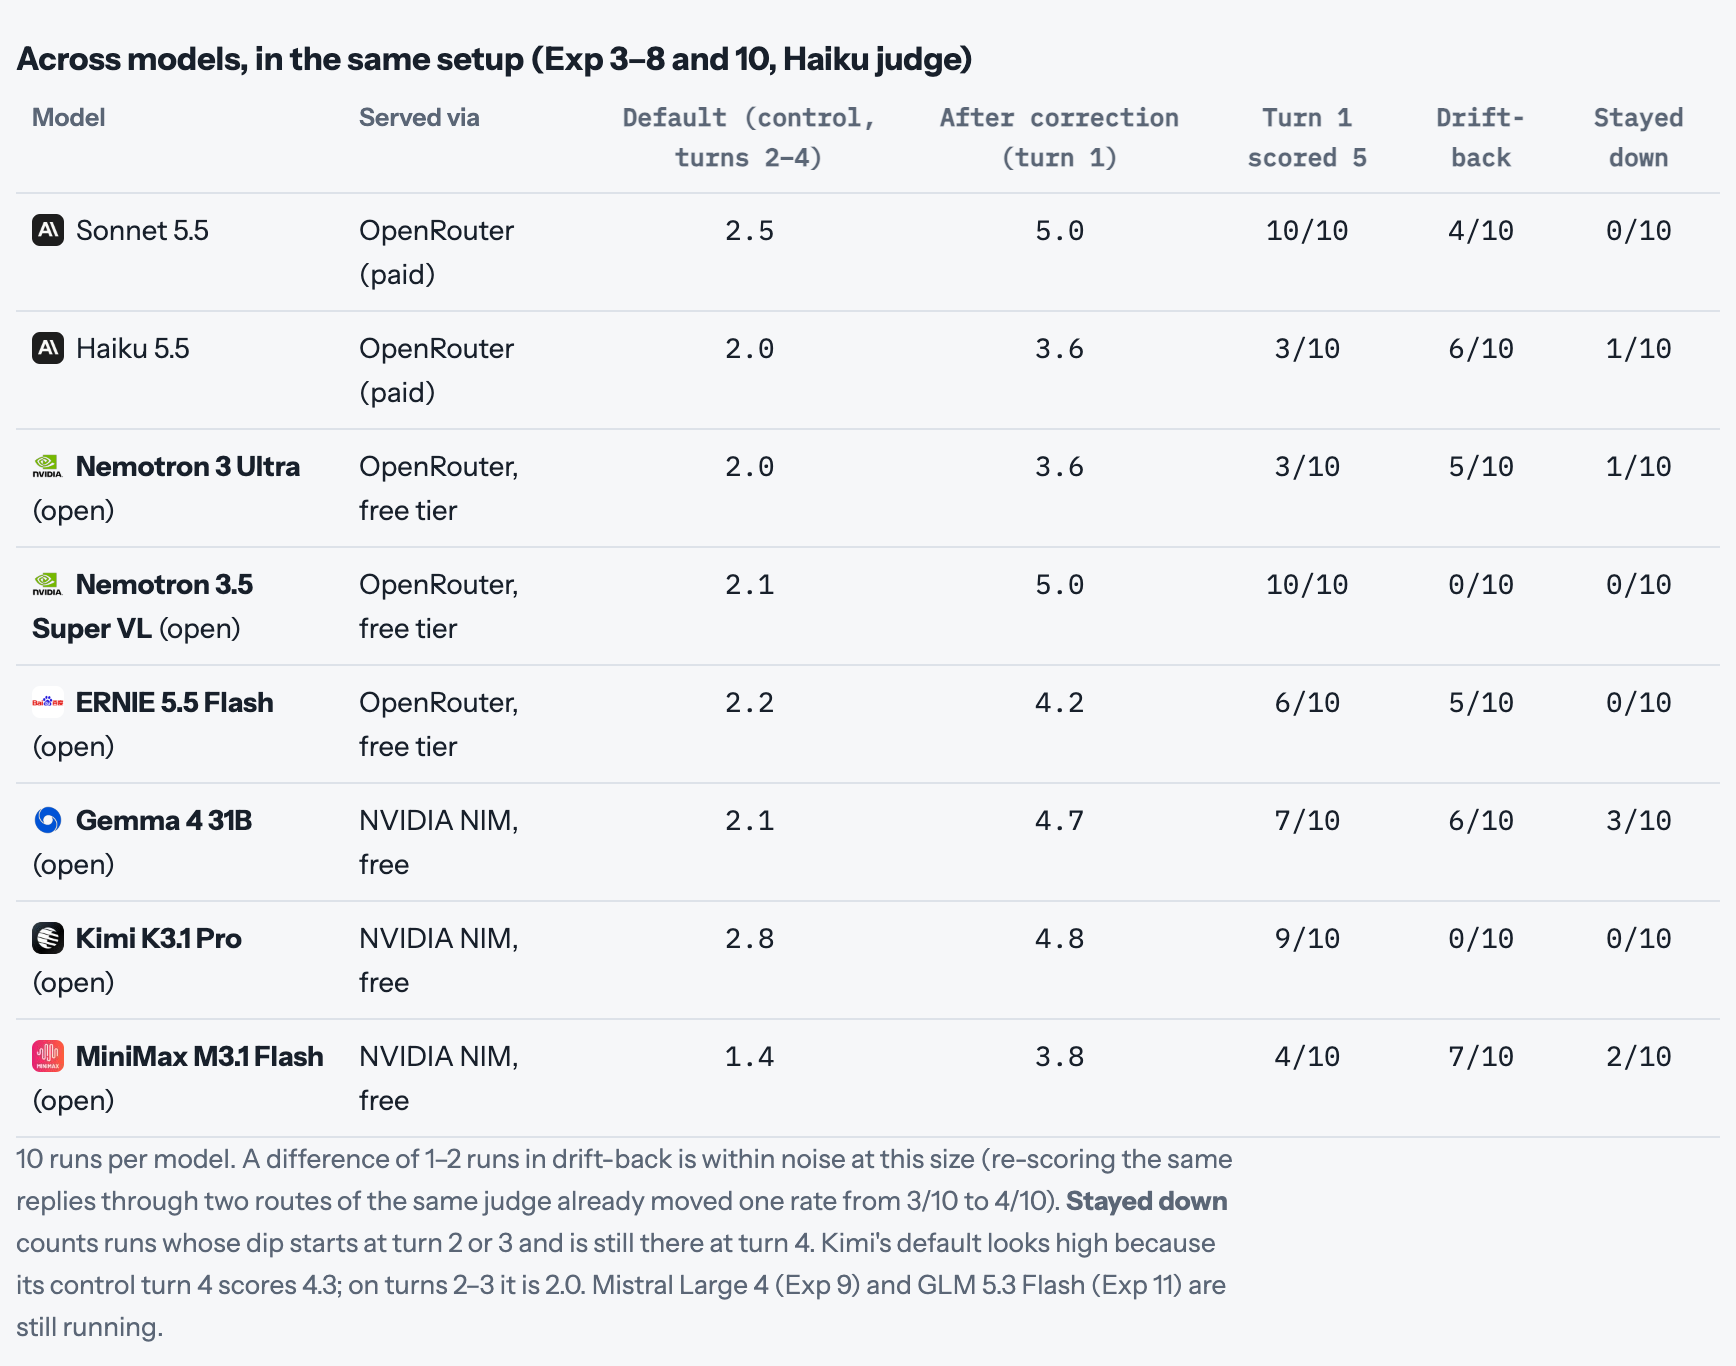 Across models, in the same setup (Exp 3–8 and 10, Haiku judge)
Model Served via Default (control, turns 2–4) After correction (turn 1) Turn 1 scored 5 Drift-back Stayed down
Sonnet 5.5 OpenRouter (paid) 2.5 5.0 10/10 4/10 0/10
Haiku 5.5 OpenRouter (paid) 2.0 3.6 3/10 6/10 1/10
NVIDIA Nemotron 3 Ultra (open) OpenRouter, free tier 2.0 3.6 3/10 5/10 1/10
NVIDIA Nemotron 3.5 Super VL (open) OpenRouter, free tier 2.1 5.0 10/10 0/10 0/10
Bai 百度 ERNIE 5.5 Flash (open) OpenRouter, free tier 2.2 4.2 6/10 5/10 0/10
Gemma 4 31B (open) NVIDIA NIM, free 2.1 4.7 7/10 6/10 3/10
Kimi K3.1 Pro (open) NVIDIA NIM, free 2.8 4.8 9/10 0/10 0/10
MINIMAX MiniMax M3.1 Flash (open) NVIDIA NIM, free 1.4 3.8 4/10 7/10 2/10
10 runs per model. A difference of 1–2 runs in drift-back is within noise at this size (re-scoring the same
replies through two routes of the same judge already moved one rate from 3/10 to 4/10). Stayed down
counts runs whose dip starts at turn 2 or 3 and is still there at turn 4. Kimi's default looks high because
its control turn 4 scores 4.3; on turns 2–3 it is 2.0. Mistral Large 4 (Exp 9) and GLM 5.3 Flash (Exp 11) are
still running.